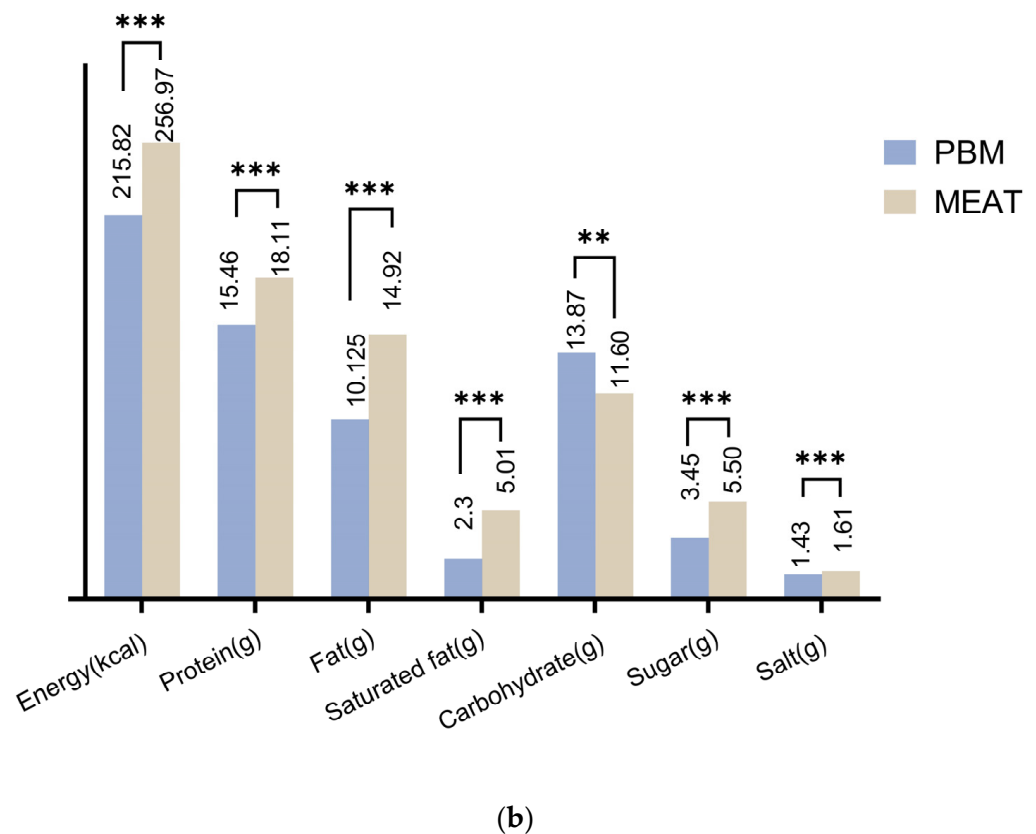 ***
215.82
256.97
***
15.46
18.11
***
10.125
14.92
***
2.3
5.01
**
13.87
11.60
***
3.45
5.50
***
1.43
1.61
PBM
MEAT
Energy(kcal)
Protein(g)
Fat(g)
Saturated fat(g)
Carbohydrate(g)
Sugar(g)
Salt(g)
(b)